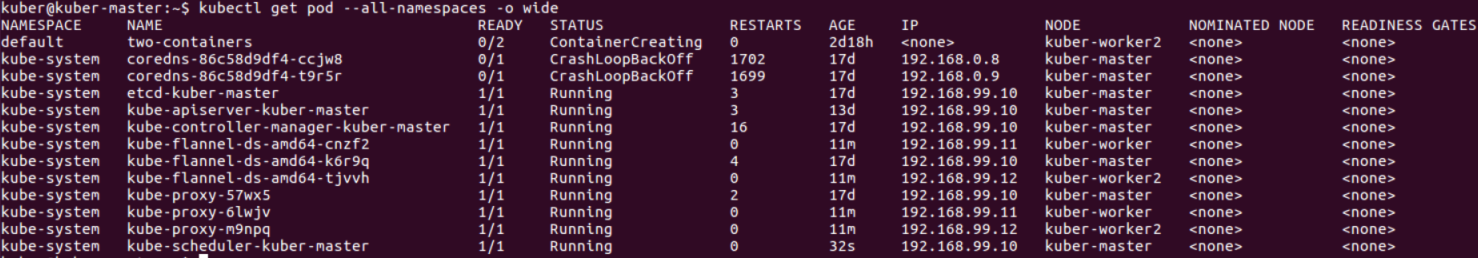 kuber@kuber-master:~$ kubectl get pod --all-namespaces -o wide
NAMESPACE NAME READY STATUS RESTARTS AGE IP NODE NOMINATED NODE READINESS GATES
default two-containers 0/2 ContainerCreating 0 2d18h <none> kuber-worker2 <none> <none>
kube-system coredns-86c58d9df4-ccjw8 0/1 CrashLoopBackOff 1702 17d 192.168.0.8 kuber-master <none> <none>
kube-system coredns-86c58d9df4-t9r5r 0/1 CrashLoopBackOff 1699 17d 192.168.0.9 kuber-master <none> <none>
kube-system etcd-kuber-master 1/1 Running 3 17d 192.168.99.10 kuber-master <none> <none>
kube-system kube-apiserver-kuber-master 1/1 Running 3 13d 192.168.99.10 kuber-master <none> <none>
kube-system kube-controller-manager-kuber-master 1/1 Running 16 17d 192.168.99.10 kuber-master <none> <none>
kube-system kube-flannel-ds-amd64-cnzf2 1/1 Running 0 11m 192.168.99.11 kuber-worker <none> <none>
kube-system kube-flannel-ds-amd64-k6r9q 1/1 Running 4 17d 192.168.99.10 kuber-master <none> <none>
kube-system kube-flannel-ds-amd64-tjvvh 1/1 Running 0 11m 192.168.99.12 kuber-worker2 <none> <none>
kube-system kube-proxy-57wx5 1/1 Running 2 17d 192.168.99.10 kuber-master <none> <none>
kube-system kube-proxy-6lwjv 1/1 Running 0 11m 192.168.99.11 kuber-worker <none> <none>
kube-system kube-proxy-m9npq 1/1 Running 0 11m 192.168.99.12 kuber-worker2 <none> <none>
kube-system kube-scheduler-kuber-master 1/1 Running 0 32s 192.168.99.10 kuber-master <none> <none>